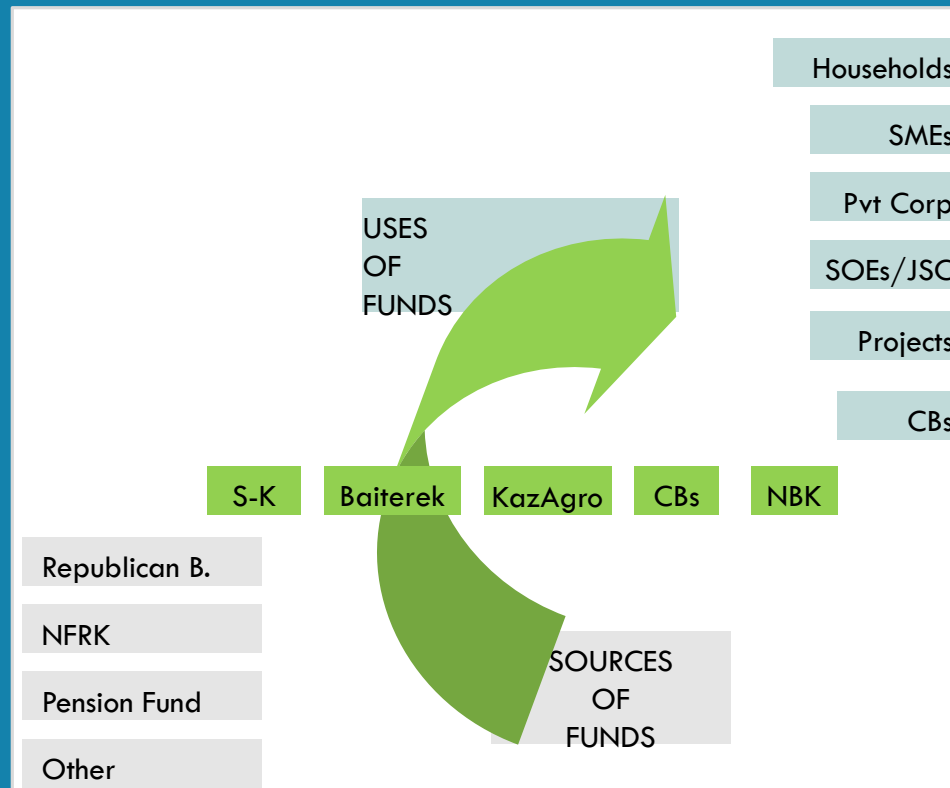 Households
SMEs
Pvt Corp
SOEs/JSC
Projects
CBs
USES
OF
FUNDS
S-K
Baiterek
KazAgro
CBs
NBK
Republican B.
NFRK
Pension Fund
Other
SOURCES
OF
FUNDS